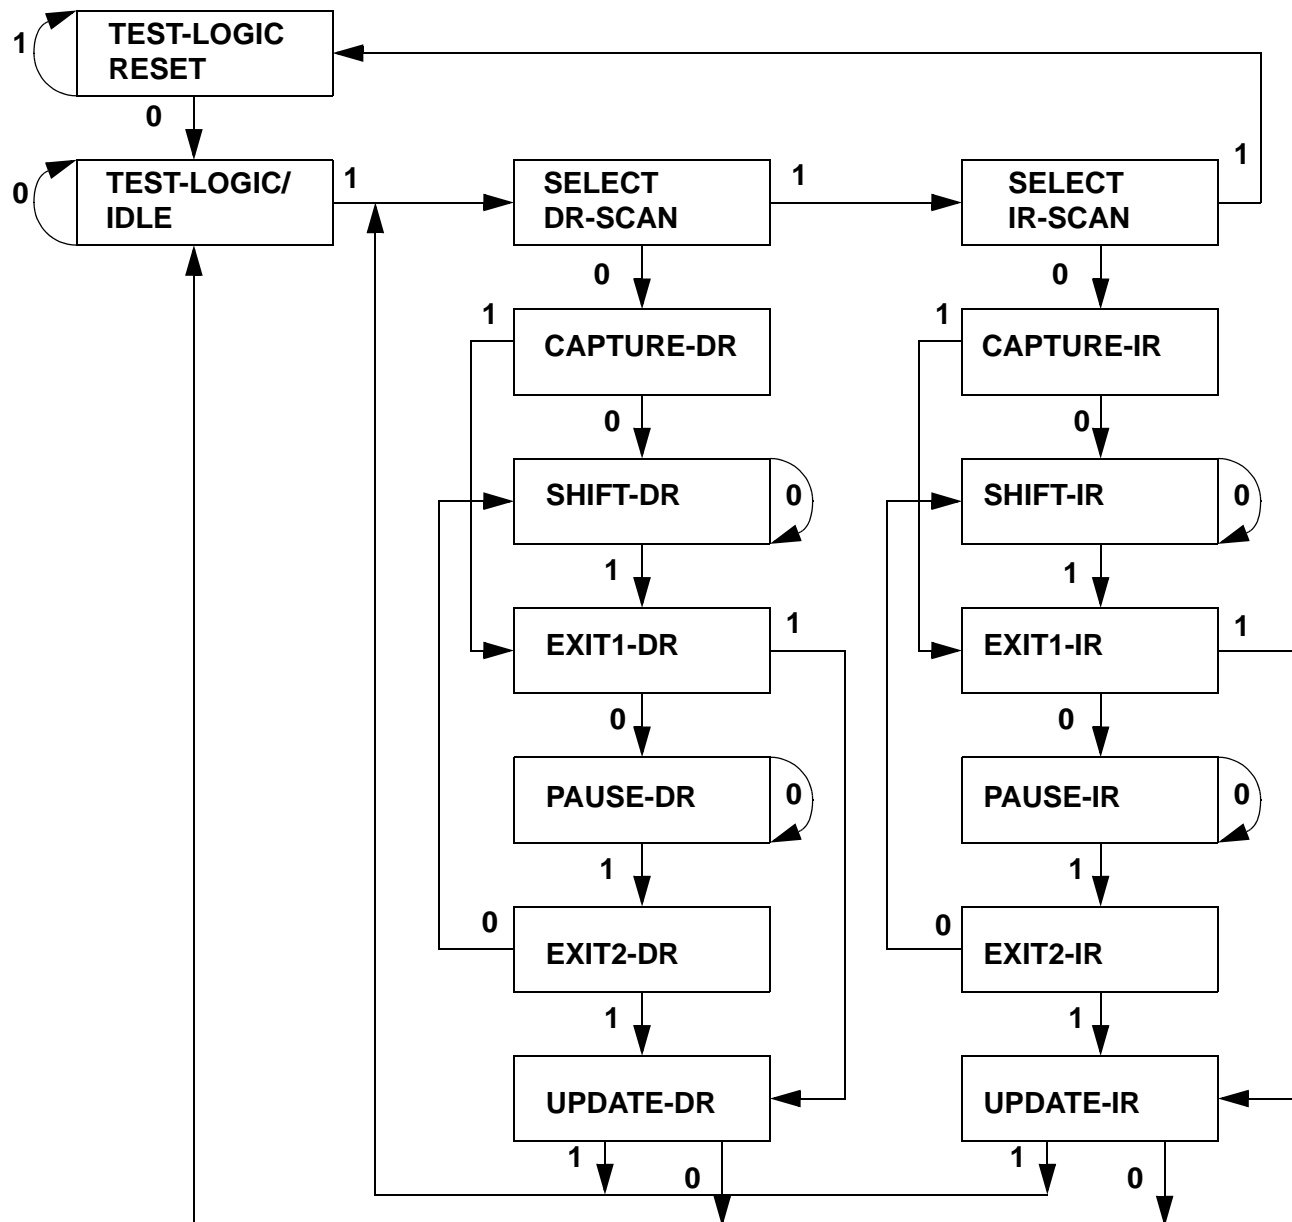 TEST-LOGIC
RESET
1
0
TEST-LOGIC/
IDLE
0
1
SELECT
DR-SCAN
1
SELECT
IR-SCAN
1
0
0
1
CAPTURE-DR
1
CAPTURE-IR
0
0
SHIFT-DR
0
SHIFT-IR
0
1
1
EXIT1-DR
1
EXIT1-IR
1
0
0
PAUSE-DR
0
PAUSE-IR
0
1
1
0
EXIT2-DR
0
EXIT2-IR
1
1
UPDATE-DR
UPDATE-IR
1
0
1
0